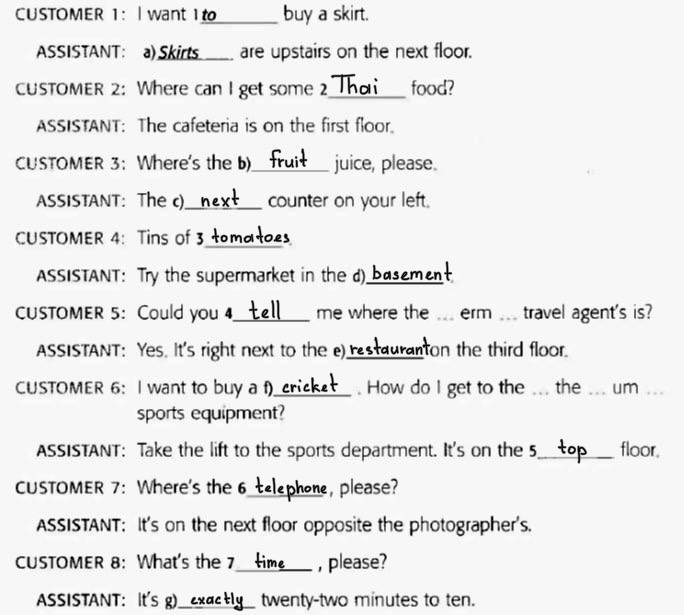 CUSTOMER 1: I want 1 to buy a skirt.
ASSISTANT: a) Skirts are upstairs on the next floor.
CUSTOMER 2: Where can I get some 2 Thai food?
ASSISTANT: The cafeteria is on the first floor.
CUSTOMER 3: Where's the b) fruit juice, please.
ASSISTANT: The c) next counter on your left.
CUSTOMER 4: Tins of 3 tomatoes.
ASSISTANT: Try the supermarket in the d) basement.
CUSTOMER 5: Could you 4 tell me where the ... erm ... travel agent's is?
ASSISTANT: Yes. It's right next to the e) restaurant on the third floor.
CUSTOMER 6: I want to buy a f) cricket. How do I get to the ... the ... um ...
sports equipment?
ASSISTANT: Take the lift to the sports department. It's on the 5 top floor.
CUSTOMER 7: Where's the 6 telephone, please?
ASSISTANT: It's on the next floor opposite the photographer's.
CUSTOMER 8: What's the 7 time, please?
ASSISTANT: It's g) exactly twenty-two minutes to ten.